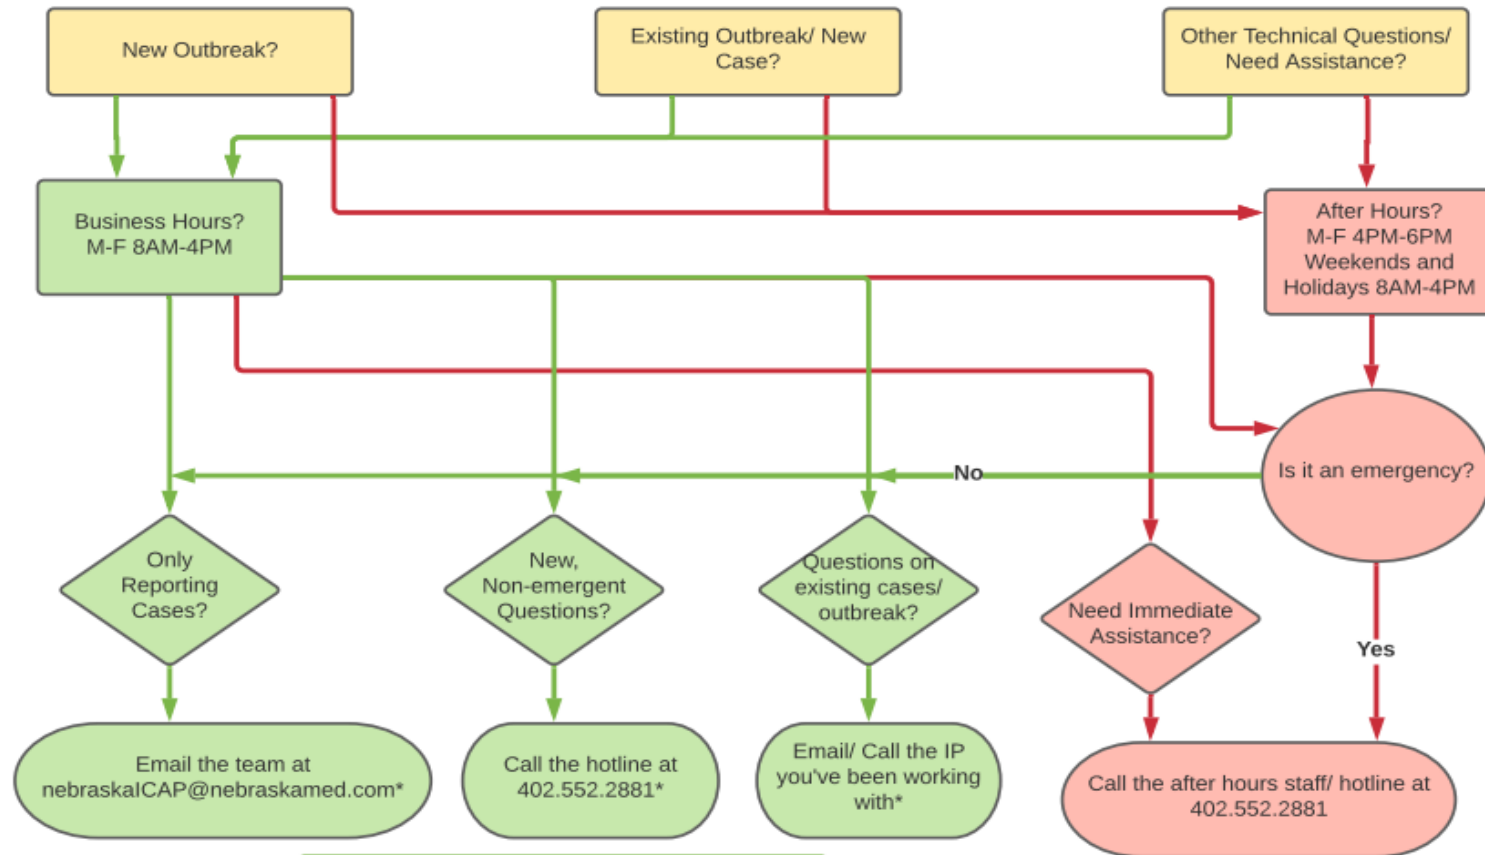 New Outbreak?
Existing Outbreak/ New
Case?
Other Technical Questions/
Need Assistance?
Business Hours?
M-F 8AM-4PM
After Hours?
M-F 4PM-6PM
Weekends and
Holidays 8AM-4PM
No
Is it an emergency?
Only
Reporting
Cases?
New,
Non-emergent
Questions?
Questions on
existing cases/
outbreak?
Need Immediate
Assistance?
Yes
Email the team at
nebraskaICAP@nebraskamed.com*
Call the hotline at
402.552.2881*
Email/ Call the IP
you've been working
with*
Call the after hours staff/ hotline at
402.552.2881